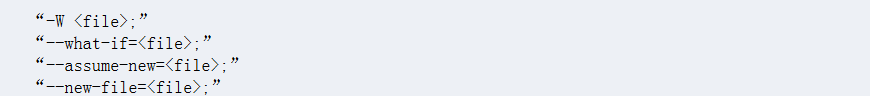 “-W <file>;”
“--what-if=<file>;”
“--assume-new=<file>;”
“--new-file=<file>;”